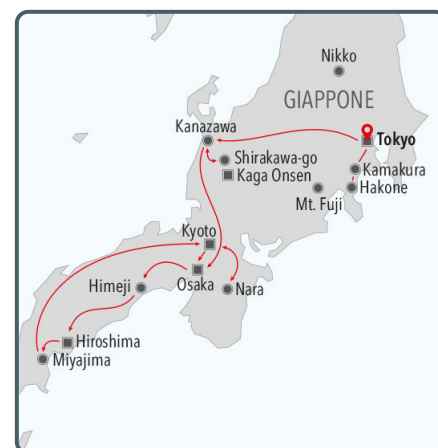 Nikko
GIAPPONE
Kanazawa
Tokyo
Shirakawa-go
Kamakura
Kaga Onsen
Hakone
Mt. Fuji
Kyoto
Himeji
Osaka
Nara
Hiroshima
Miyajima